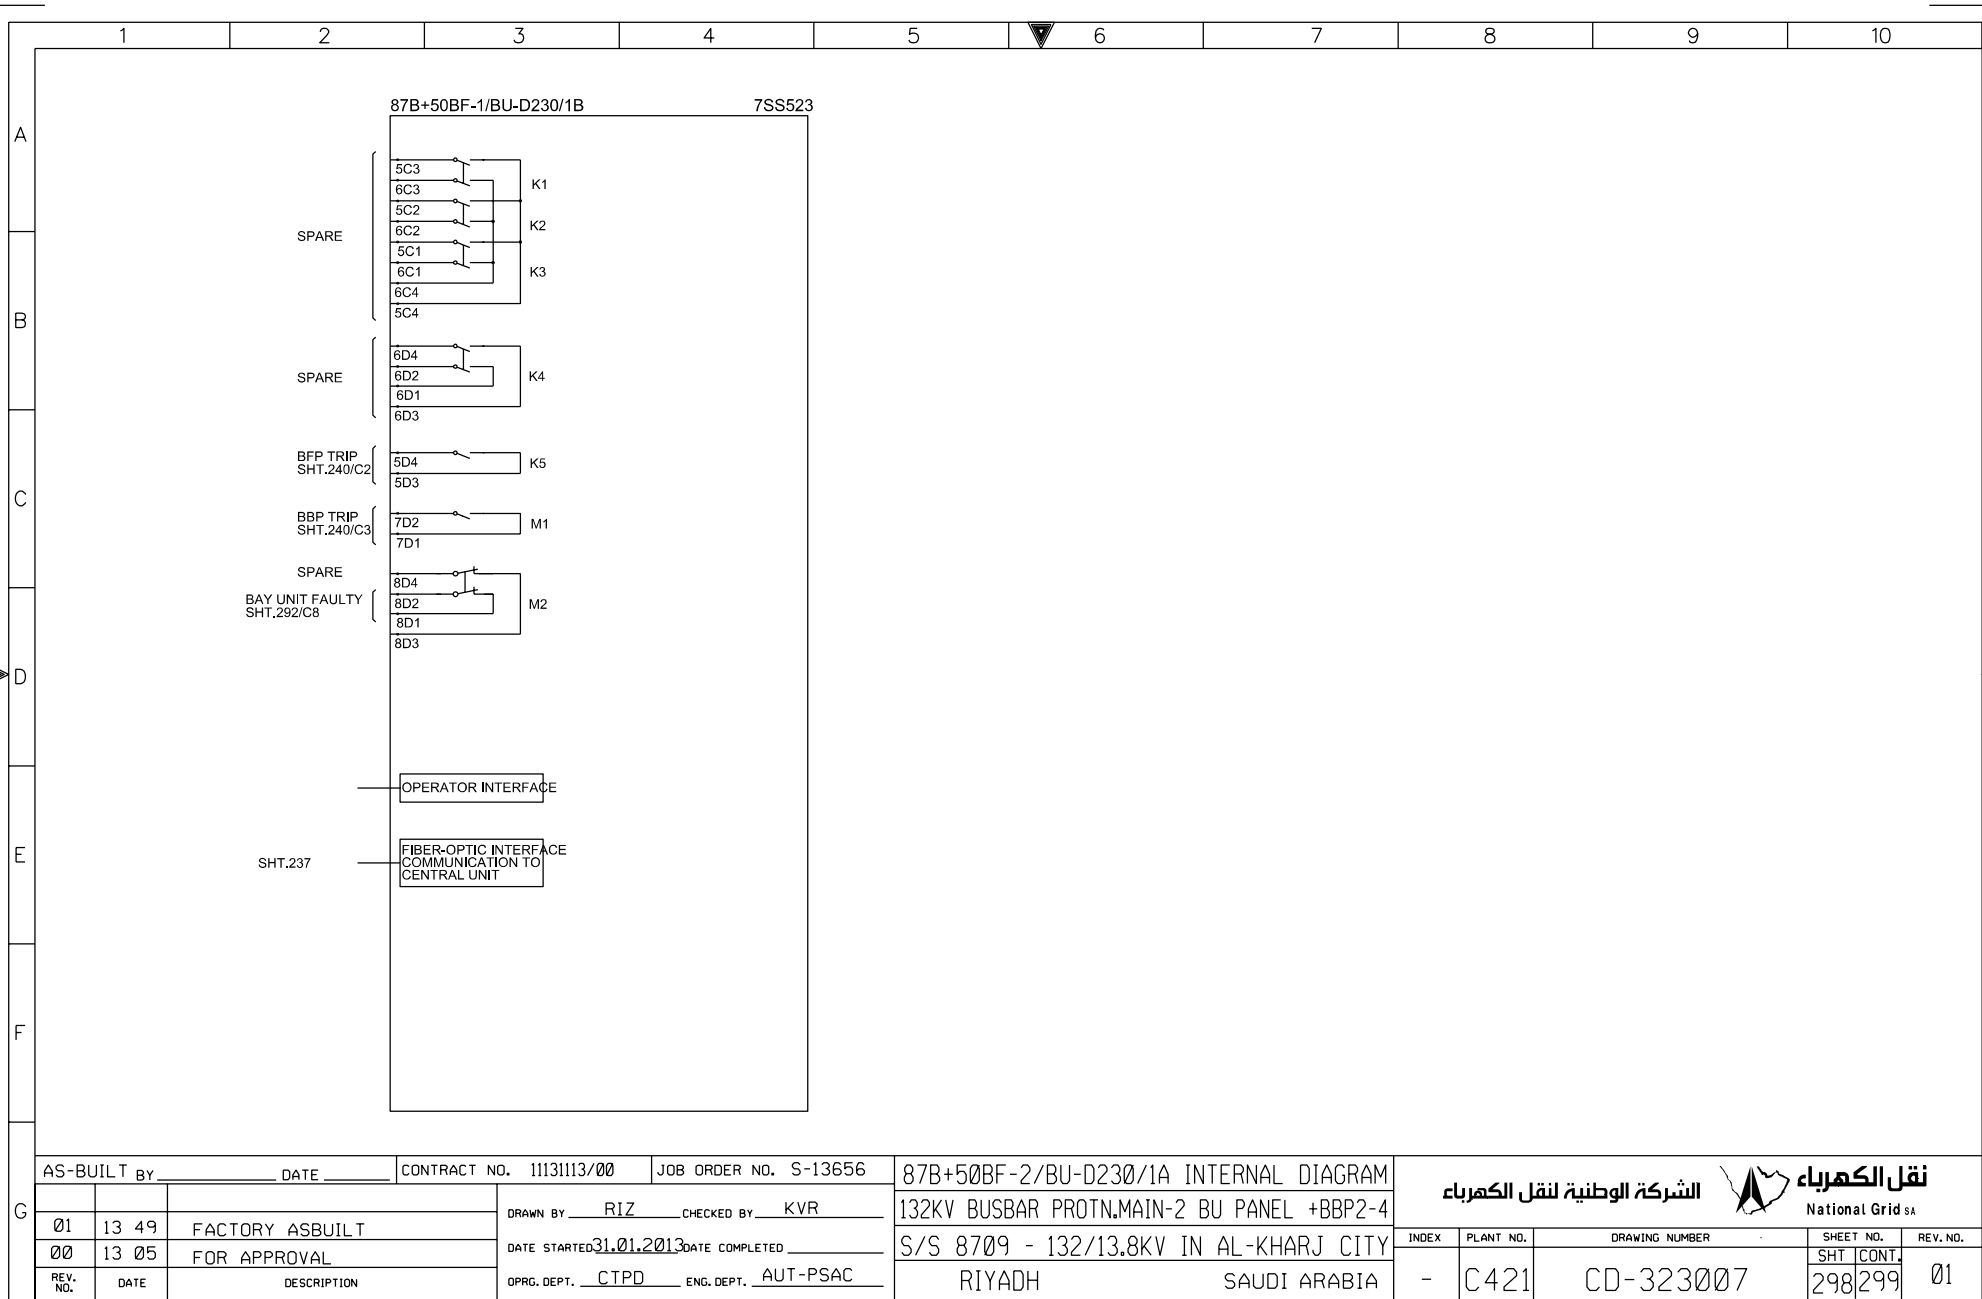 1 2 3 4 5 6 7 8 9 10
A
B
C
D
E
F
G
87B+50BF-1/BU-D230/1B 7SS523
SPARE
5C3
6C3
5C2
6C2
5C1
6C1
6C4
5C4
K1
K2
K3
SPARE
6D4
6D2
6D1
6D3
K4
BFP TRIP
SHT.240/C2
5D4
5D3
K5
BBP TRIP
SHT.240/C3
7D2
7D1
M1
SPARE
BAY UNIT FAULTY
SHT.292/C8
8D4
8D2
8D1
8D3
M2
OPERATOR INTERFACE
SHT.237
FIBER-OPTIC INTERFACE
COMMUNICATION TO
CENTRAL UNIT
AS-BUILT BY DATE
CONTRACT NO. 11131113/00
JOB ORDER NO. S-13656
01 13 49 FACTORY ASBUILT
00 13 05 FOR APPROVAL
REV. NO. DATE DESCRIPTION
DRAWN BY RIZ CHECKED BY KVR
DATE STARTED 31.01.2013 DATE COMPLETED
OPRG. DEPT. CTPD ENG. DEPT. AUT-PSAC
87B+50BF-2/BU-D230/1A INTERNAL DIAGRAM
132KV BUSBAR PROTN.MAIN-2 BU PANEL +BBP2-4
S/S 8709 - 132/13.8KV IN AL-KHARJ CITY
RIYADH SAUDI ARABIA
الشركة الوطنية لنقل الكهرباء
نقل الكهرباء
National Grid SA
INDEX PLANT NO. DRAWING NUMBER SHEET NO. REV. NO.
SHT CONT.
- C421 CD-323007 298 299 01